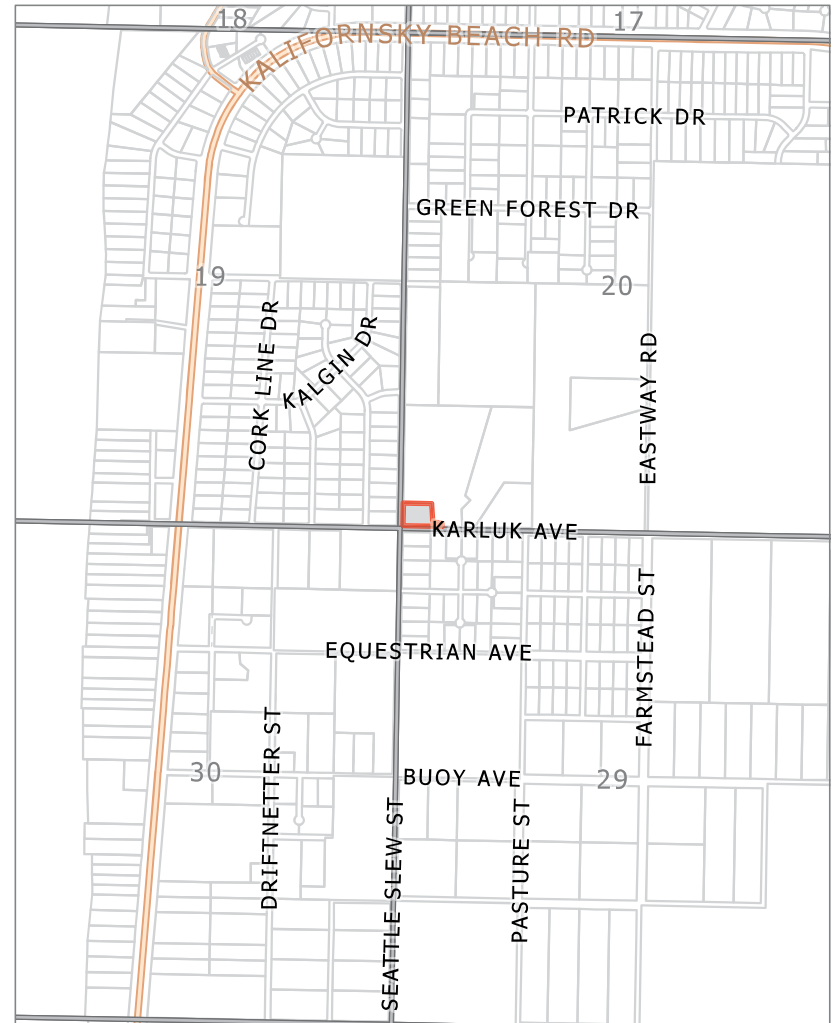 18
17
KALIFORNSKY BEACH RD
PATRICK DR
GREEN FOREST DR
19
20
CORK LINE DR
KALGIN DR
EASTWAY RD
KARLUK AVE
FARMSTEAD ST
EQUESTRIAN AVE
DRIFTNETTER ST
30
BUOY AVE
29
SEATTLE SLEW ST
PASTURE ST